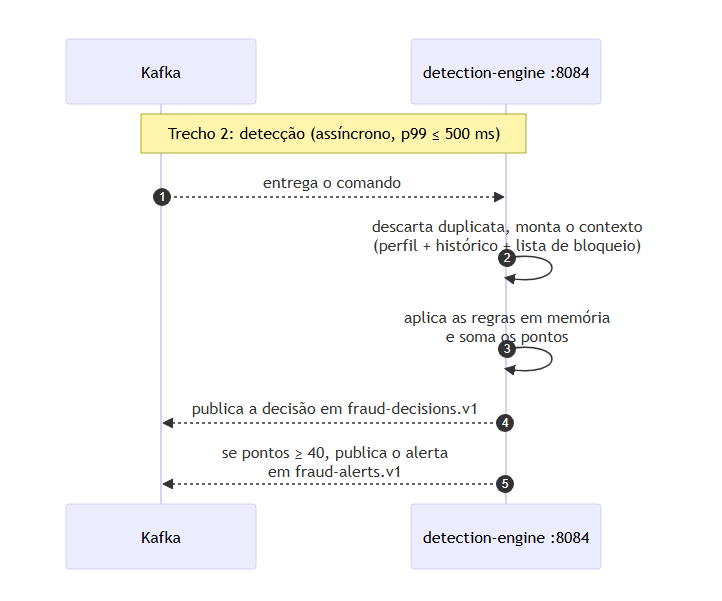 Kafka
detection-engine :8084
Trecho 2: detecção (assíncrono, p99 ≤ 500 ms)
1
entrega o comando
descarta duplicata, monta o contexto
(perfil + histórico + lista de bloqueio)
2
aplica as regras em memória
e soma os pontos
3
publica a decisão em fraud-decisions.v1
4
se pontos ≥ 40, publica o alerta
em fraud-alerts.v1
5
Kafka
detection-engine :8084